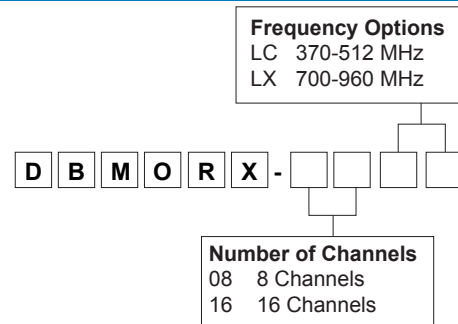 Frequency Options
LC 370-512 MHz
LX 700-960 MHz
D B M O R X -
Number of Channels
08 8 Channels
16 16 Channels